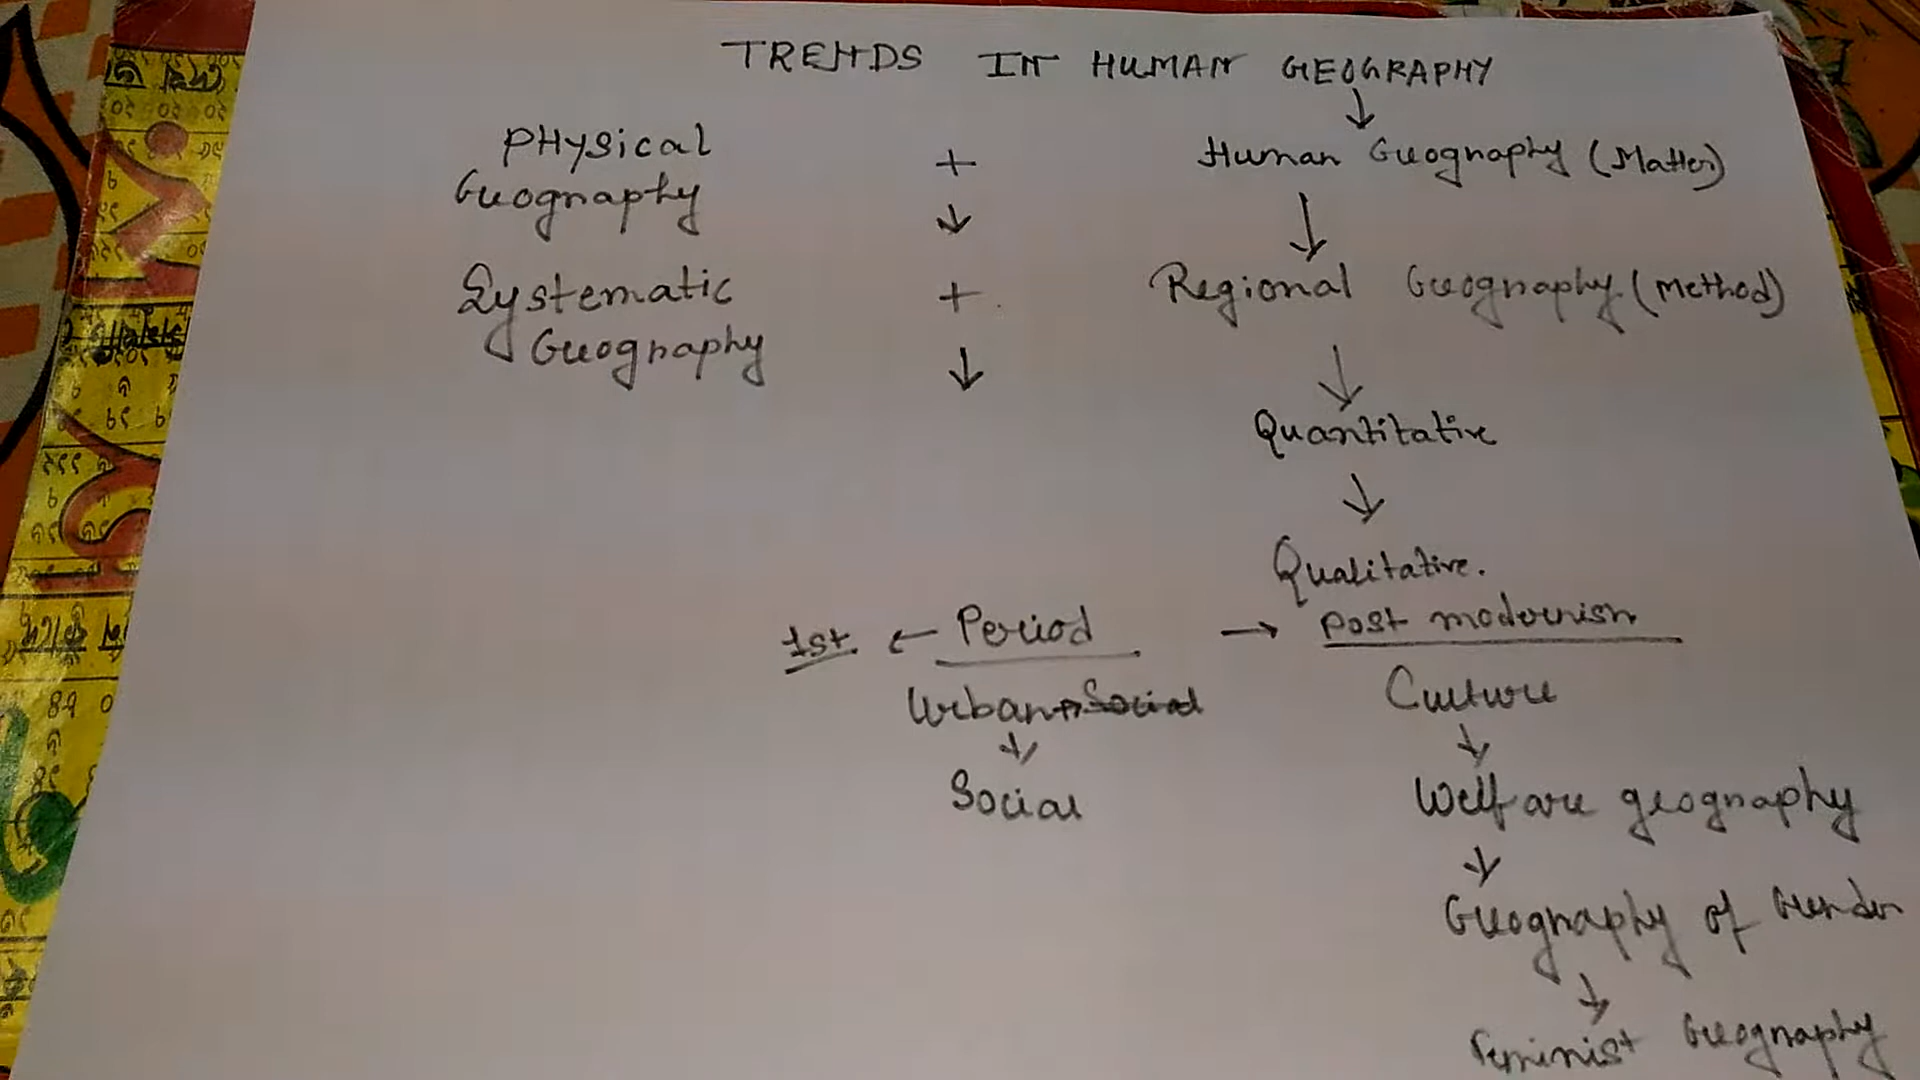 TRENDS IN HUMAN GEOGRAPHY
↓
PHysical + Human Geography (Matter)
Geography ↓ ↓
Systematic + Regional Geography (Method)
Geography ↓ ↓
Quantitative
↓
Qualitative.
1st. ← Period → Post modernism
Urban Social Culture
↓ ↓
Social Welfare geography
↓
Geography of Gender
↓
Feminist Geography